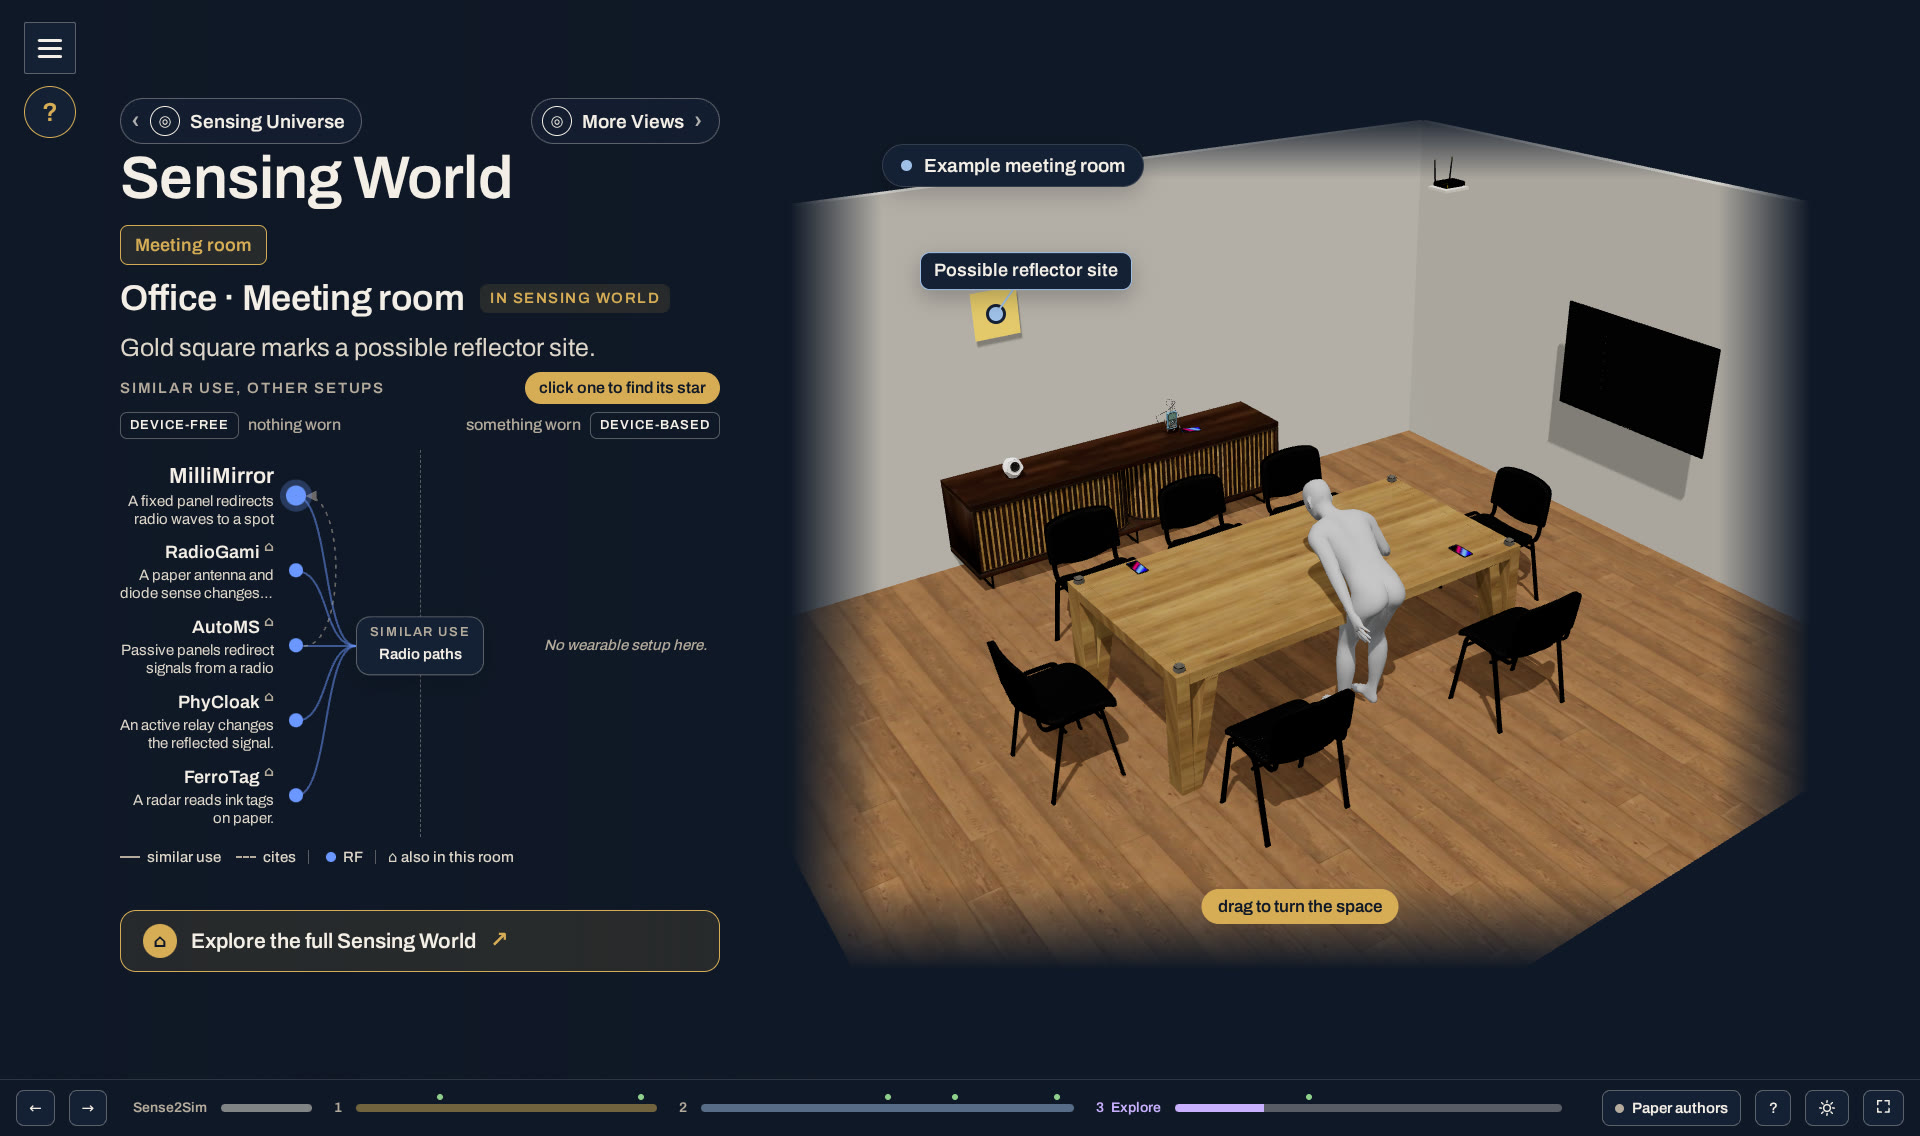 ?
‹ ◎ Sensing Universe
◎ More Views ›
Sensing World
Meeting room
Office · Meeting room
IN SENSING WORLD
Gold square marks a possible reflector site.
SIMILAR USE, OTHER SETUPS
click one to find its star
DEVICE-FREE nothing worn
something worn DEVICE-BASED
MilliMirror
A fixed panel redirects
radio waves to a spot
RadioGami ⌂
A paper antenna and
diode sense changes…
AutoMS ⌂
Passive panels redirect
signals from a radio
PhyCloak ⌂
An active relay changes
the reflected signal.
FerroTag ⌂
A radar reads ink tags
on paper.
SIMILAR USE
Radio paths
No wearable setup here.
similar use
cites
RF
⌂ also in this room
⌂ Explore the full Sensing World ↗
Example meeting room
Possible reflector site
drag to turn the space
← → Sense2Sim 1 2 3 Explore
Paper authors
?